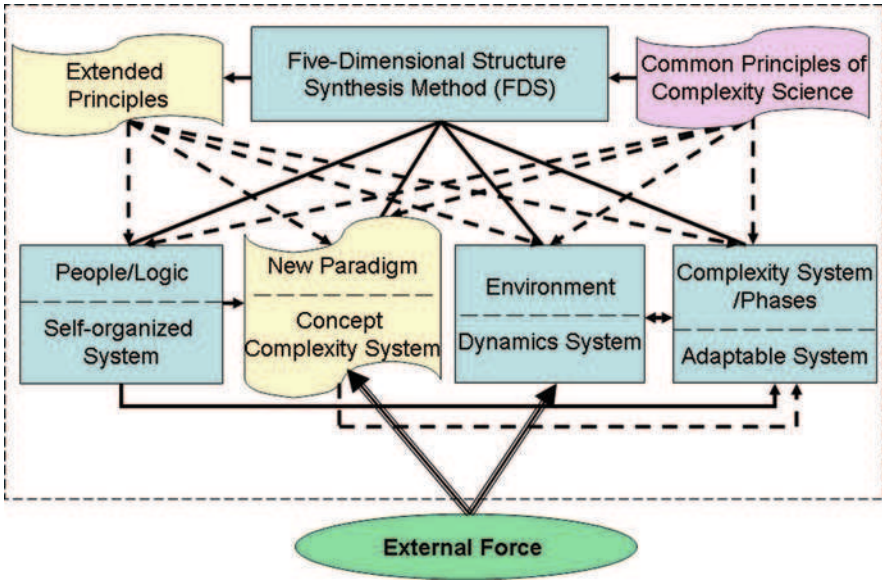 Extended
Principles
Five-Dimensional Structure
Synthesis Method (FDS)
Common Principles of
Complexity Science
People/Logic
Self-organized
System
New Paradigm
Concept
Complexity System
Environment
Dynamics System
Complexity System
/Phases
Adaptable System
External Force